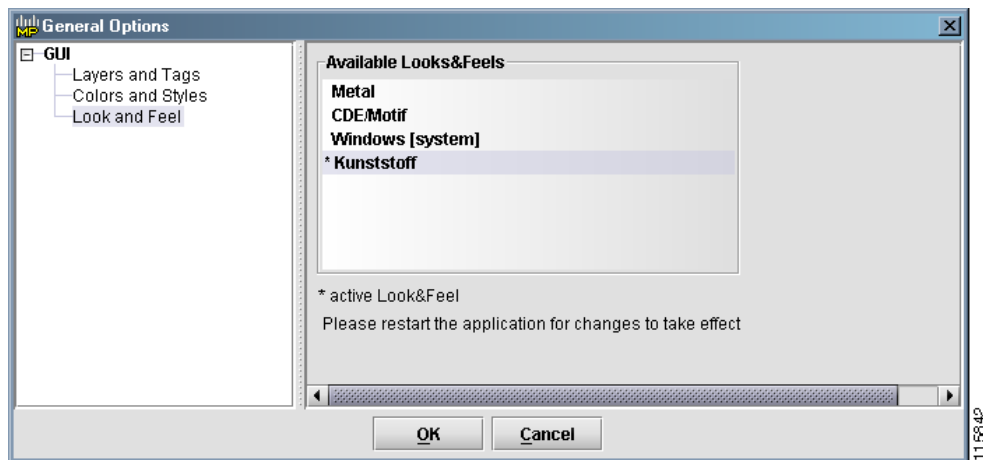 MP General Options
GUI
Layers and Tags
Colors and Styles
Look and Feel
Available Looks&Feels
Metal
CDE/Motif
Windows [system]
* Kunststoff
* active Look&Feel
Please restart the application for changes to take effect
OK
Cancel
115842